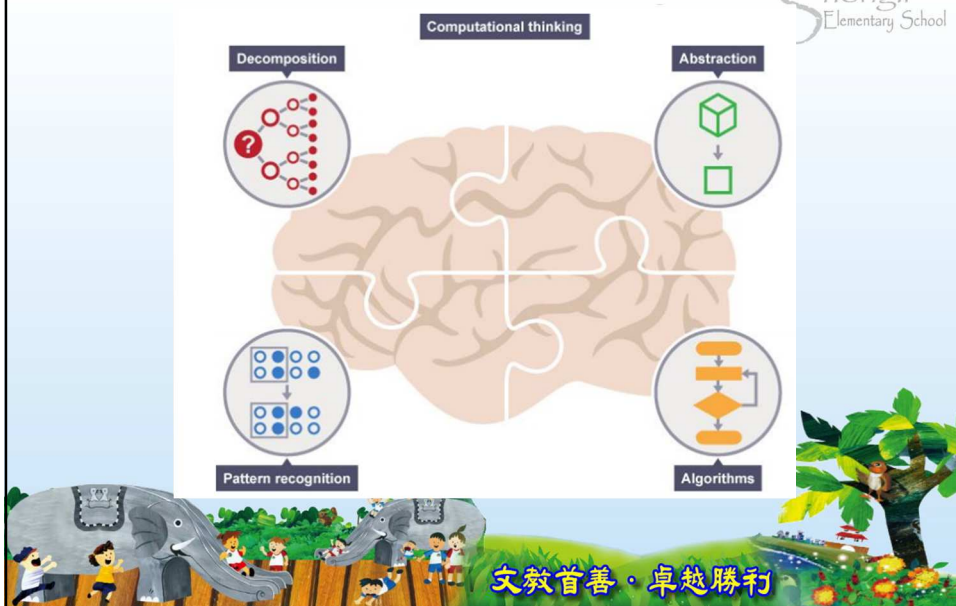 Elementary School
Computational thinking
Decomposition
Abstraction
?
Pattern recognition
Algorithms
文教首善·卓越勝利